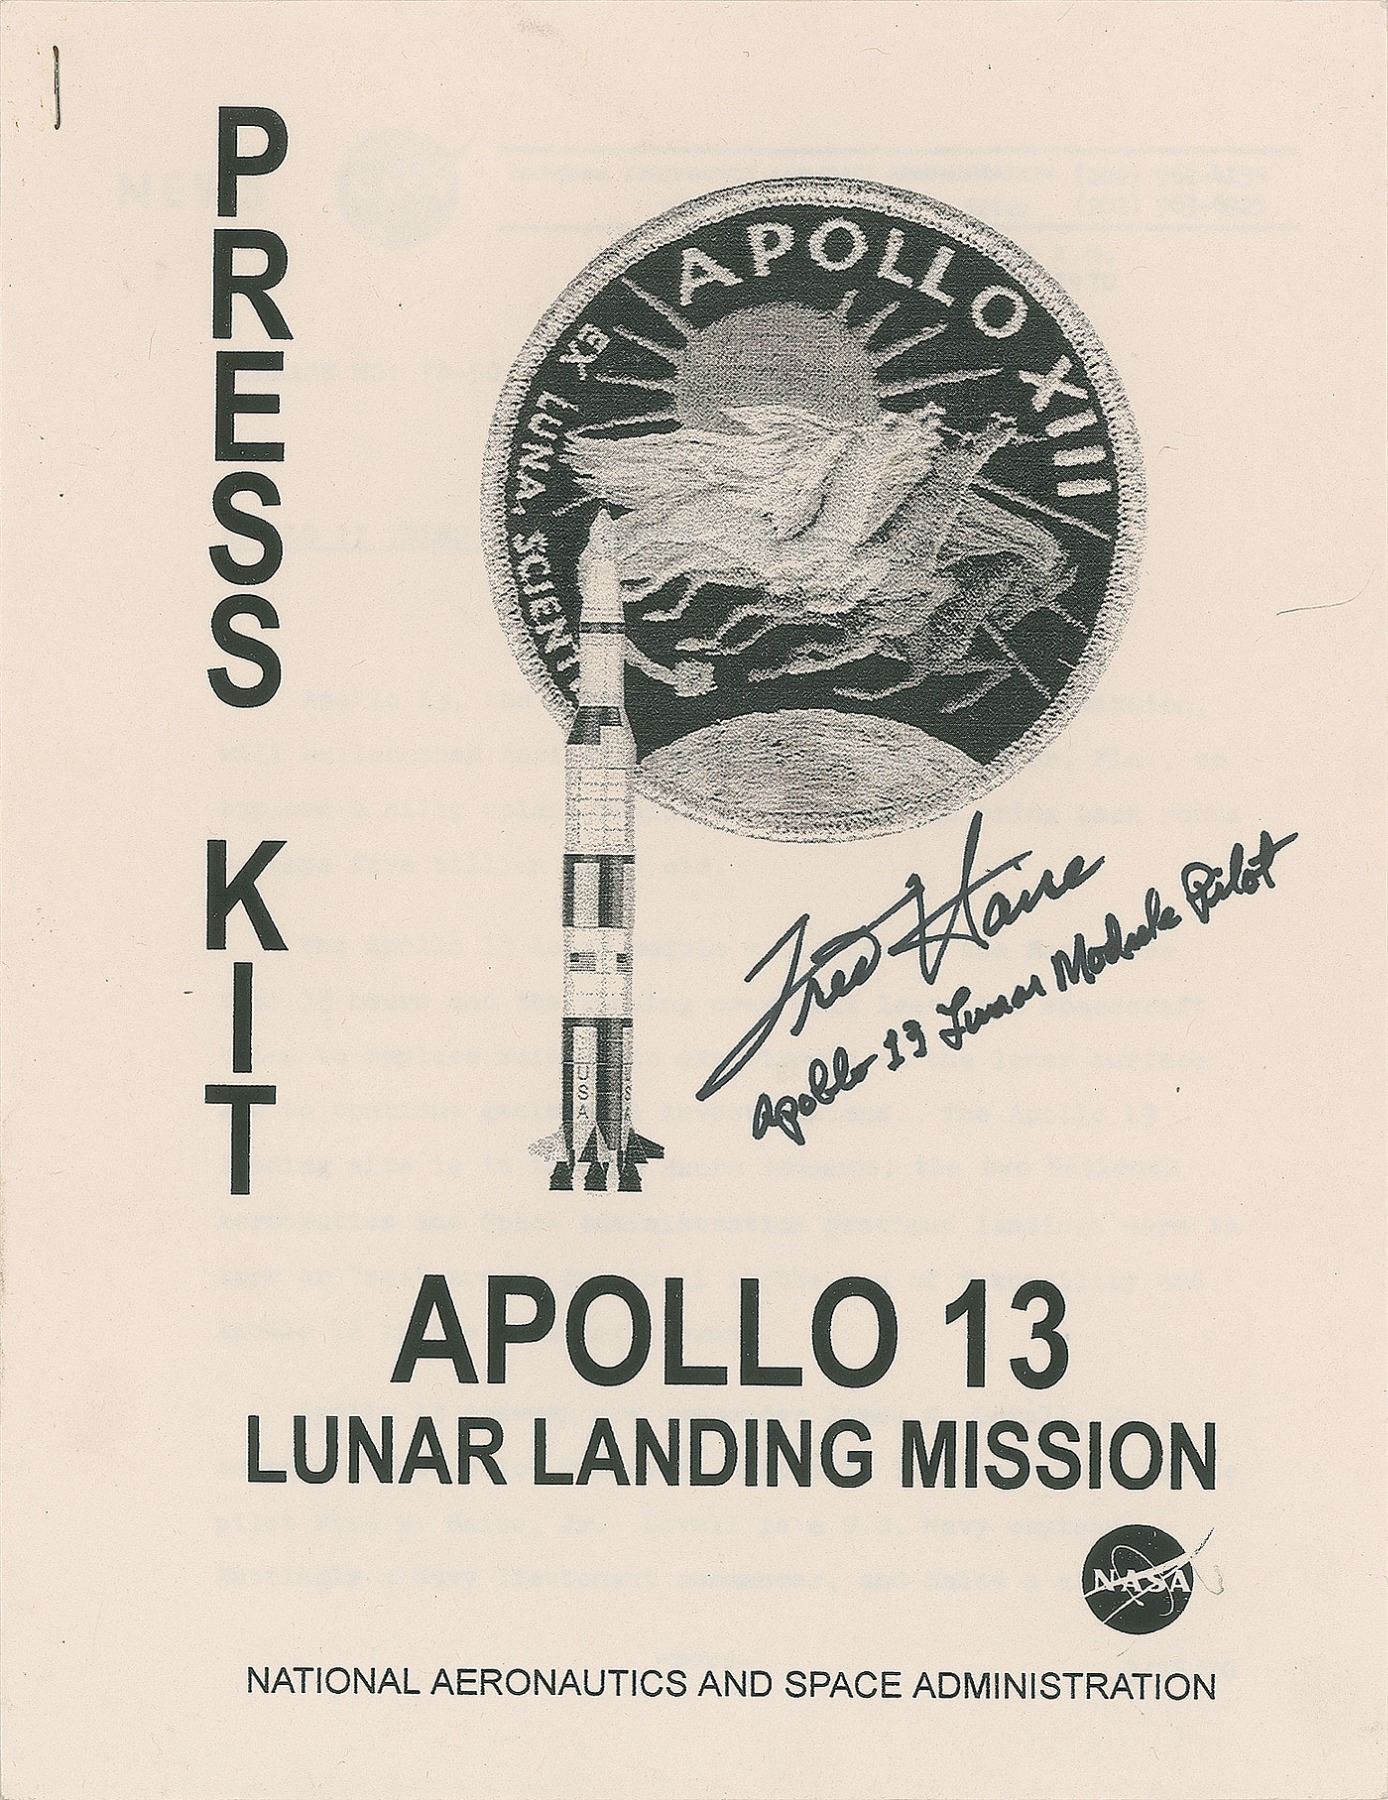 PRESS KIT
APOLLO XIII
EX LUNA, SCIENTIA
Fred Haise
Apollo 13 Lunar Module Pilot
USA
USA
APOLLO 13
LUNAR LANDING MISSION
NASA
NATIONAL AERONAUTICS AND SPACE ADMINISTRATION